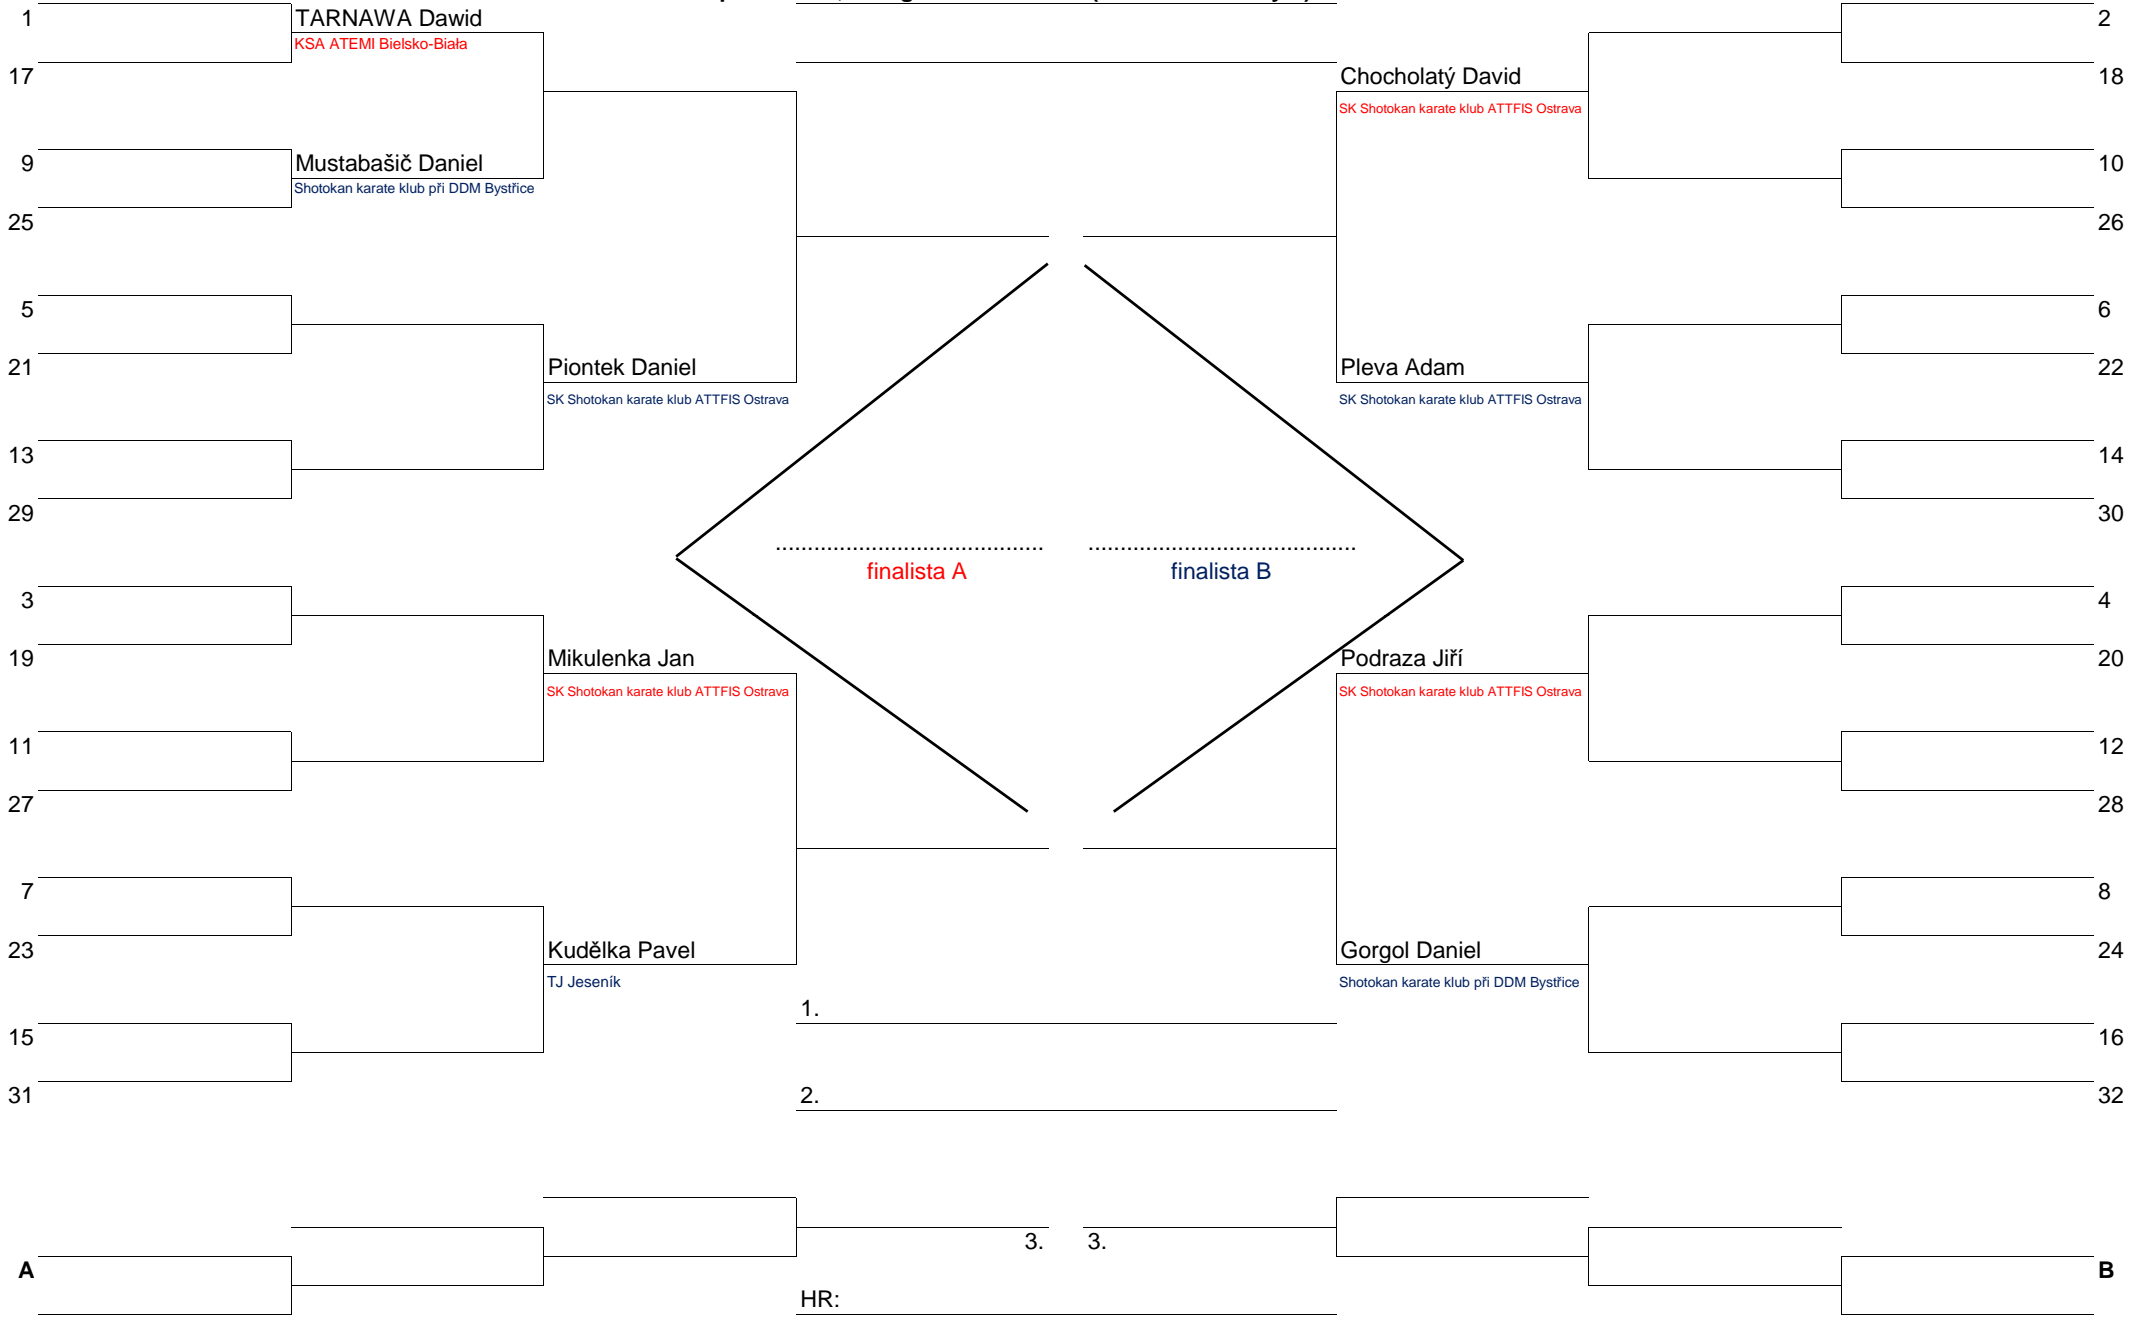 1
TARNAWA Dawid
2
KSA ATEMI Bielsko-Biała
17
Chocholatý David
18
SK Shotokan karate klub ATTFIS Ostrava
9
Mustabašič Daniel
10
Shotokan karate klub při DDM Bystřice
25
26
5
6
21
Piontek Daniel
Pleva Adam
22
SK Shotokan karate klub ATTFIS Ostrava
SK Shotokan karate klub ATTFIS Ostrava
13
14
29
30
..........................................
..........................................
finalista A
finalista B
3
4
19
Mikulenka Jan
Podraza Jiří
20
SK Shotokan karate klub ATTFIS Ostrava
SK Shotokan karate klub ATTFIS Ostrava
11
12
27
28
7
8
23
Kudělka Pavel
Gorgol Daniel
24
TJ Jeseník
Shotokan karate klub při DDM Bystřice
1.
15
16
2.
31
32
3.
3.
A
B
HR: